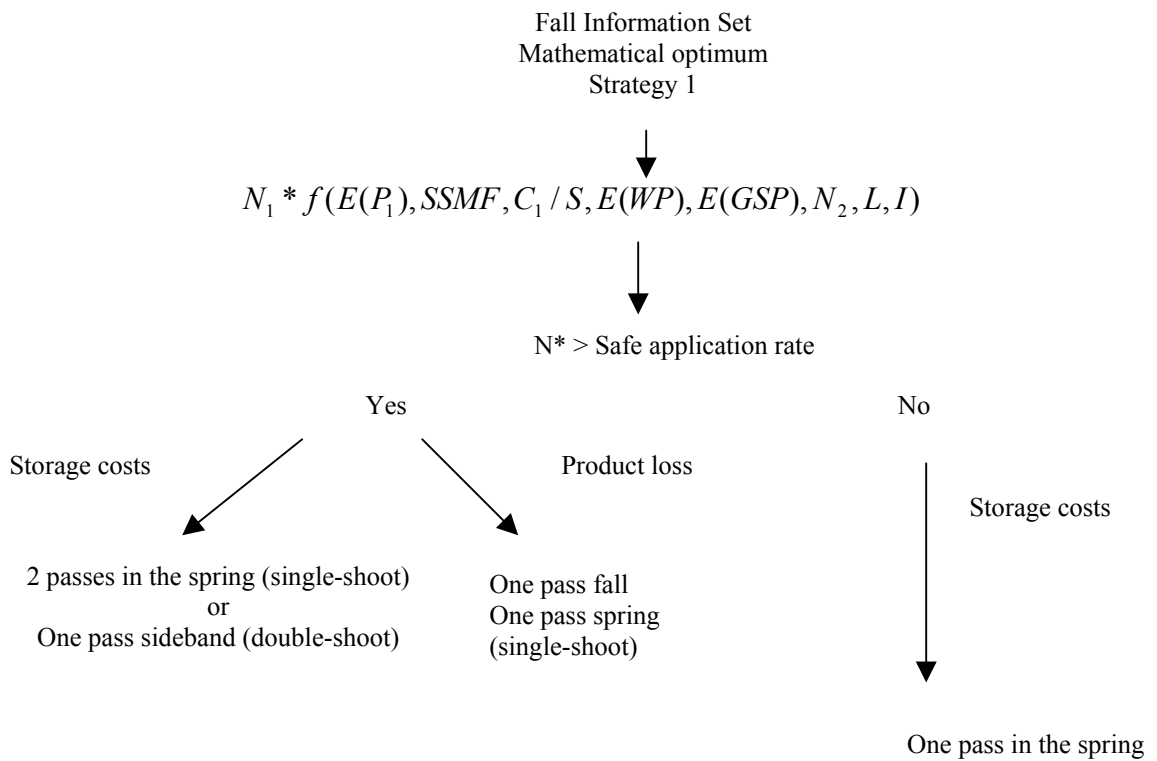 Fall Information Set
Mathematical optimum
Strategy 1
N₁ * f(E(P₁), SSMF, C₁ / S, E(WP), E(GSP), N₂, L, I)
N* > Safe application rate
Yes
No
Storage costs
Product loss
Storage costs
2 passes in the spring (single-shoot)
or
One pass sideband (double-shoot)
One pass fall
One pass spring
(single-shoot)
One pass in the spring